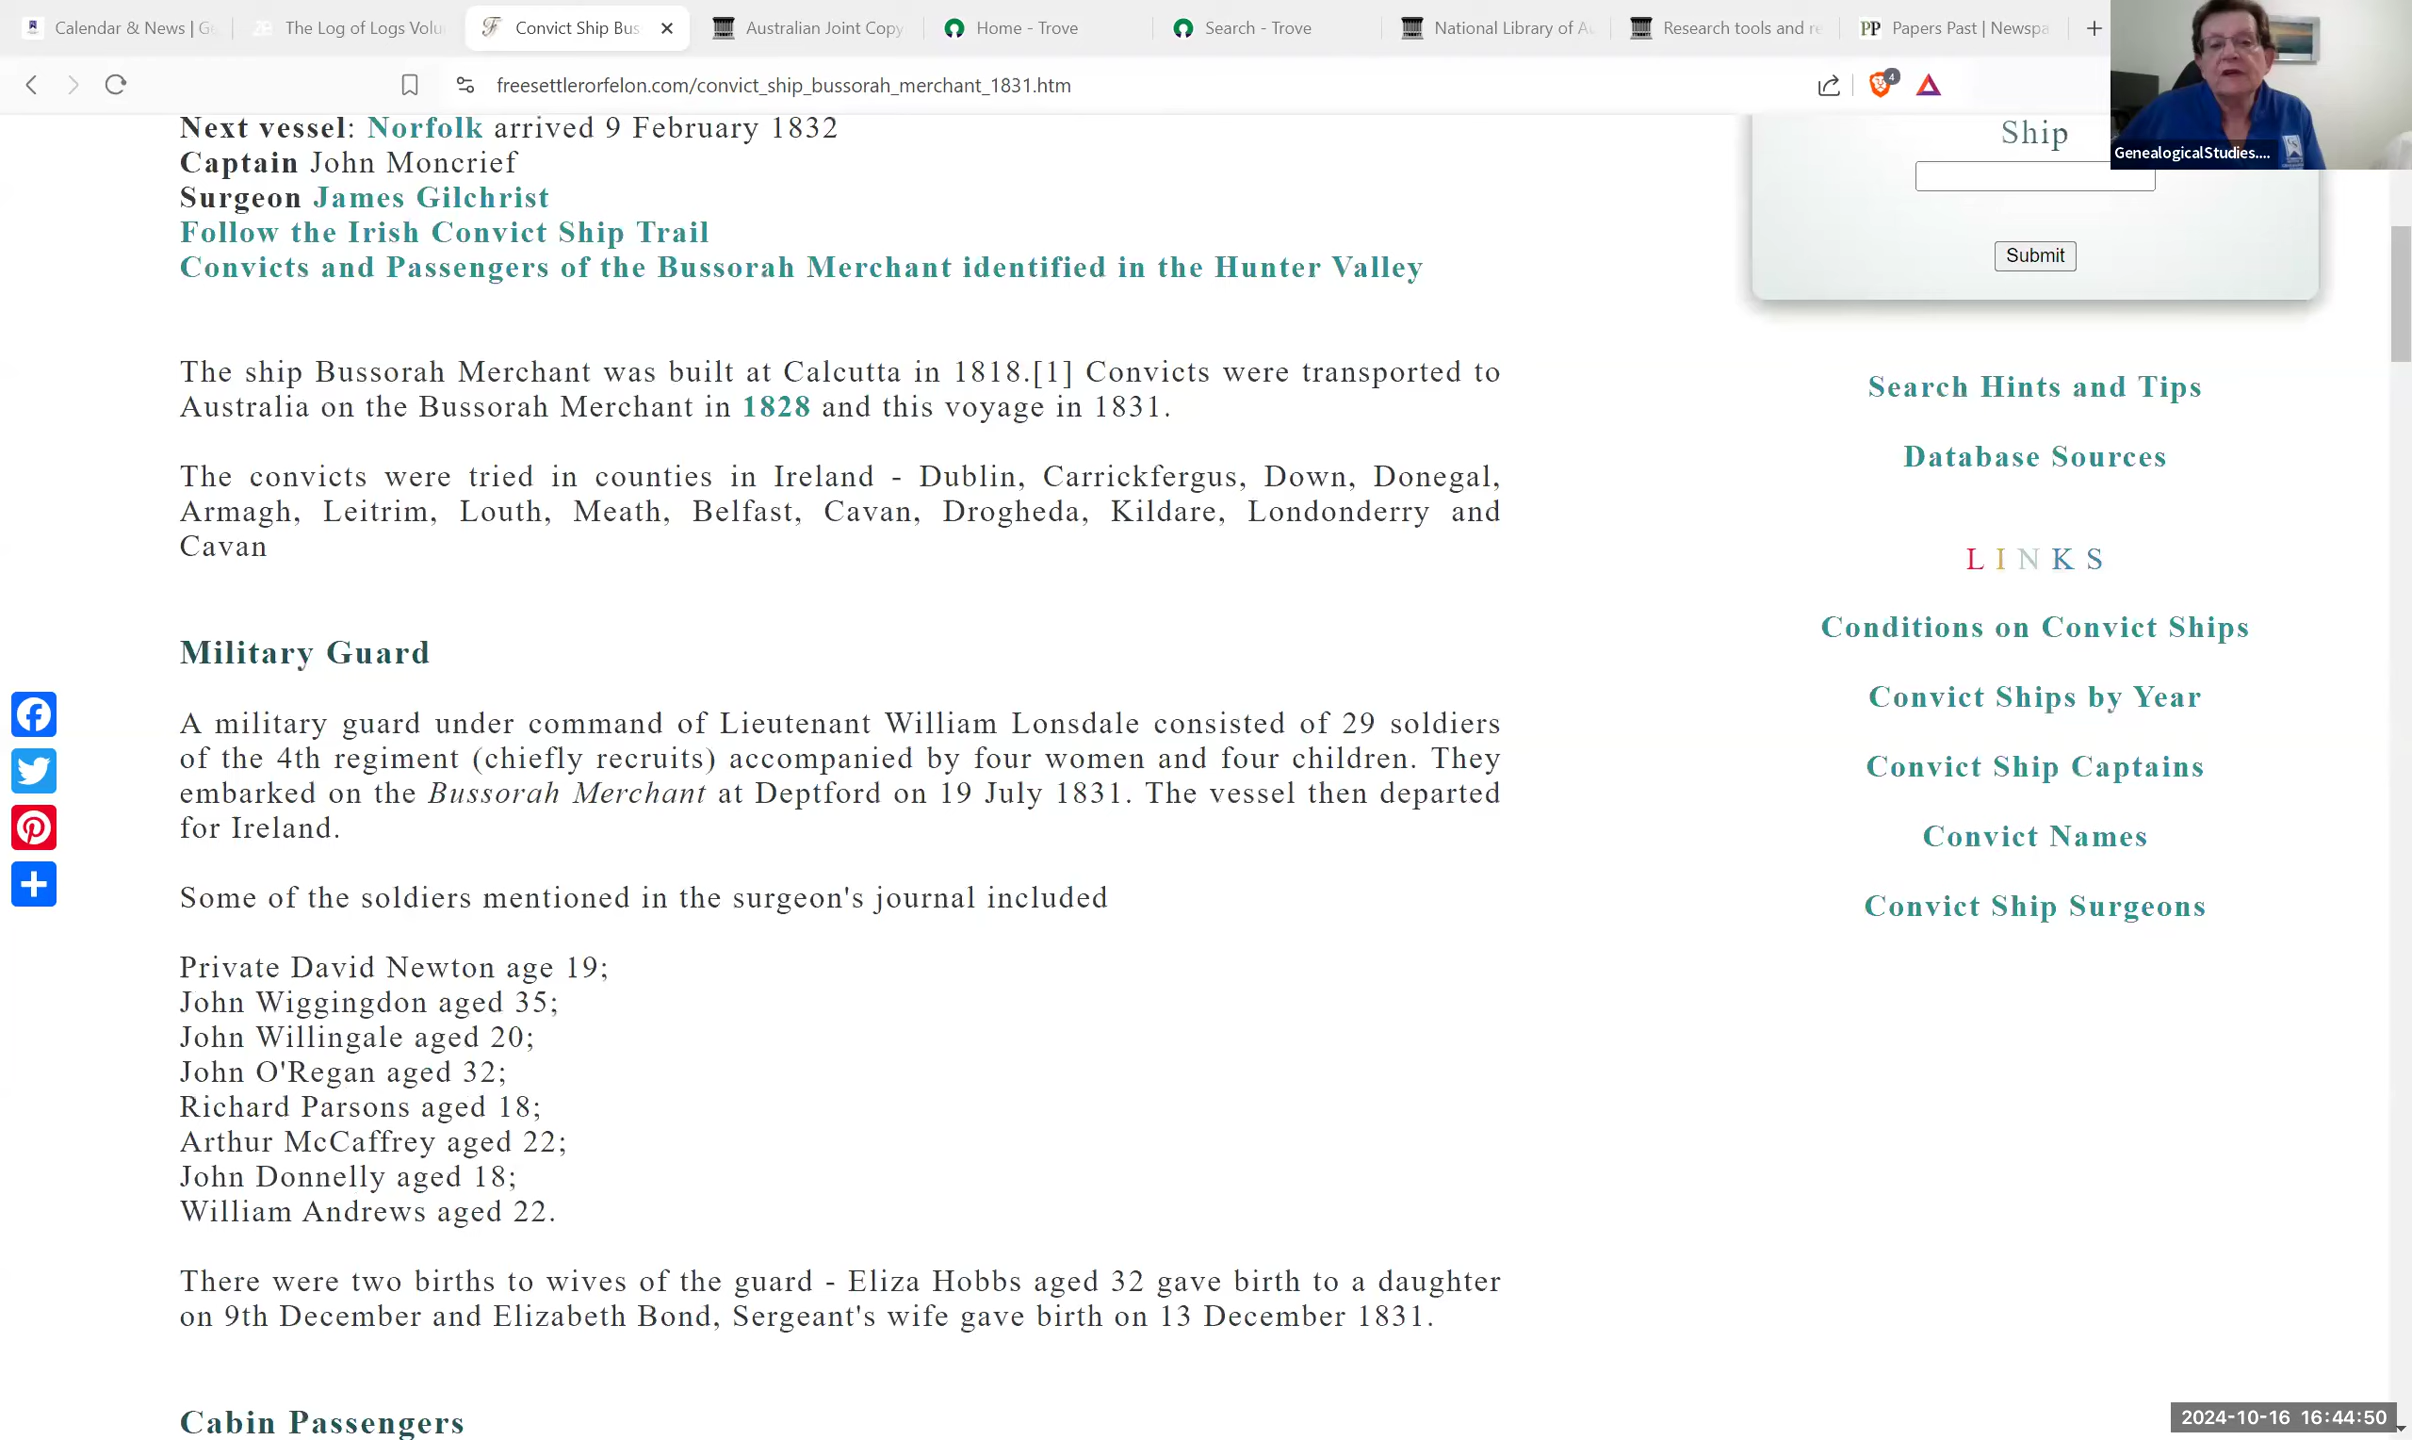 Calendar & News | Ge
The Log of Logs Volu
Convict Ship Bus
Australian Joint Copy
Home - Trove
Search - Trove
National Library of Au
Research tools and re
PP Papers Past | Newspa
freesettlerorfelon.com/convict_ship_bussorah_merchant_1831.htm
4
GenealogicalStudies....
Next vessel: Norfolk arrived 9 February 1832
Captain John Moncrief
Surgeon James Gilchrist
Follow the Irish Convict Ship Trail
Convicts and Passengers of the Bussorah Merchant identified in the Hunter Valley
The ship Bussorah Merchant was built at Calcutta in 1818.[1] Convicts were transported to
Australia on the Bussorah Merchant in 1828 and this voyage in 1831.
The convicts were tried in counties in Ireland - Dublin, Carrickfergus, Down, Donegal,
Armagh, Leitrim, Louth, Meath, Belfast, Cavan, Drogheda, Kildare, Londonderry and
Cavan
Military Guard
A military guard under command of Lieutenant William Lonsdale consisted of 29 soldiers
of the 4th regiment (chiefly recruits) accompanied by four women and four children. They
embarked on the Bussorah Merchant at Deptford on 19 July 1831. The vessel then departed
for Ireland.
Some of the soldiers mentioned in the surgeon's journal included
Private David Newton age 19;
John Wiggingdon aged 35;
John Willingale aged 20;
John O'Regan aged 32;
Richard Parsons aged 18;
Arthur McCaffrey aged 22;
John Donnelly aged 18;
William Andrews aged 22.
There were two births to wives of the guard - Eliza Hobbs aged 32 gave birth to a daughter
on 9th December and Elizabeth Bond, Sergeant's wife gave birth on 13 December 1831.
Cabin Passengers
Ship
Submit
Search Hints and Tips
Database Sources
LINKS
Conditions on Convict Ships
Convict Ships by Year
Convict Ship Captains
Convict Names
Convict Ship Surgeons
2024-10-16 16:44:50